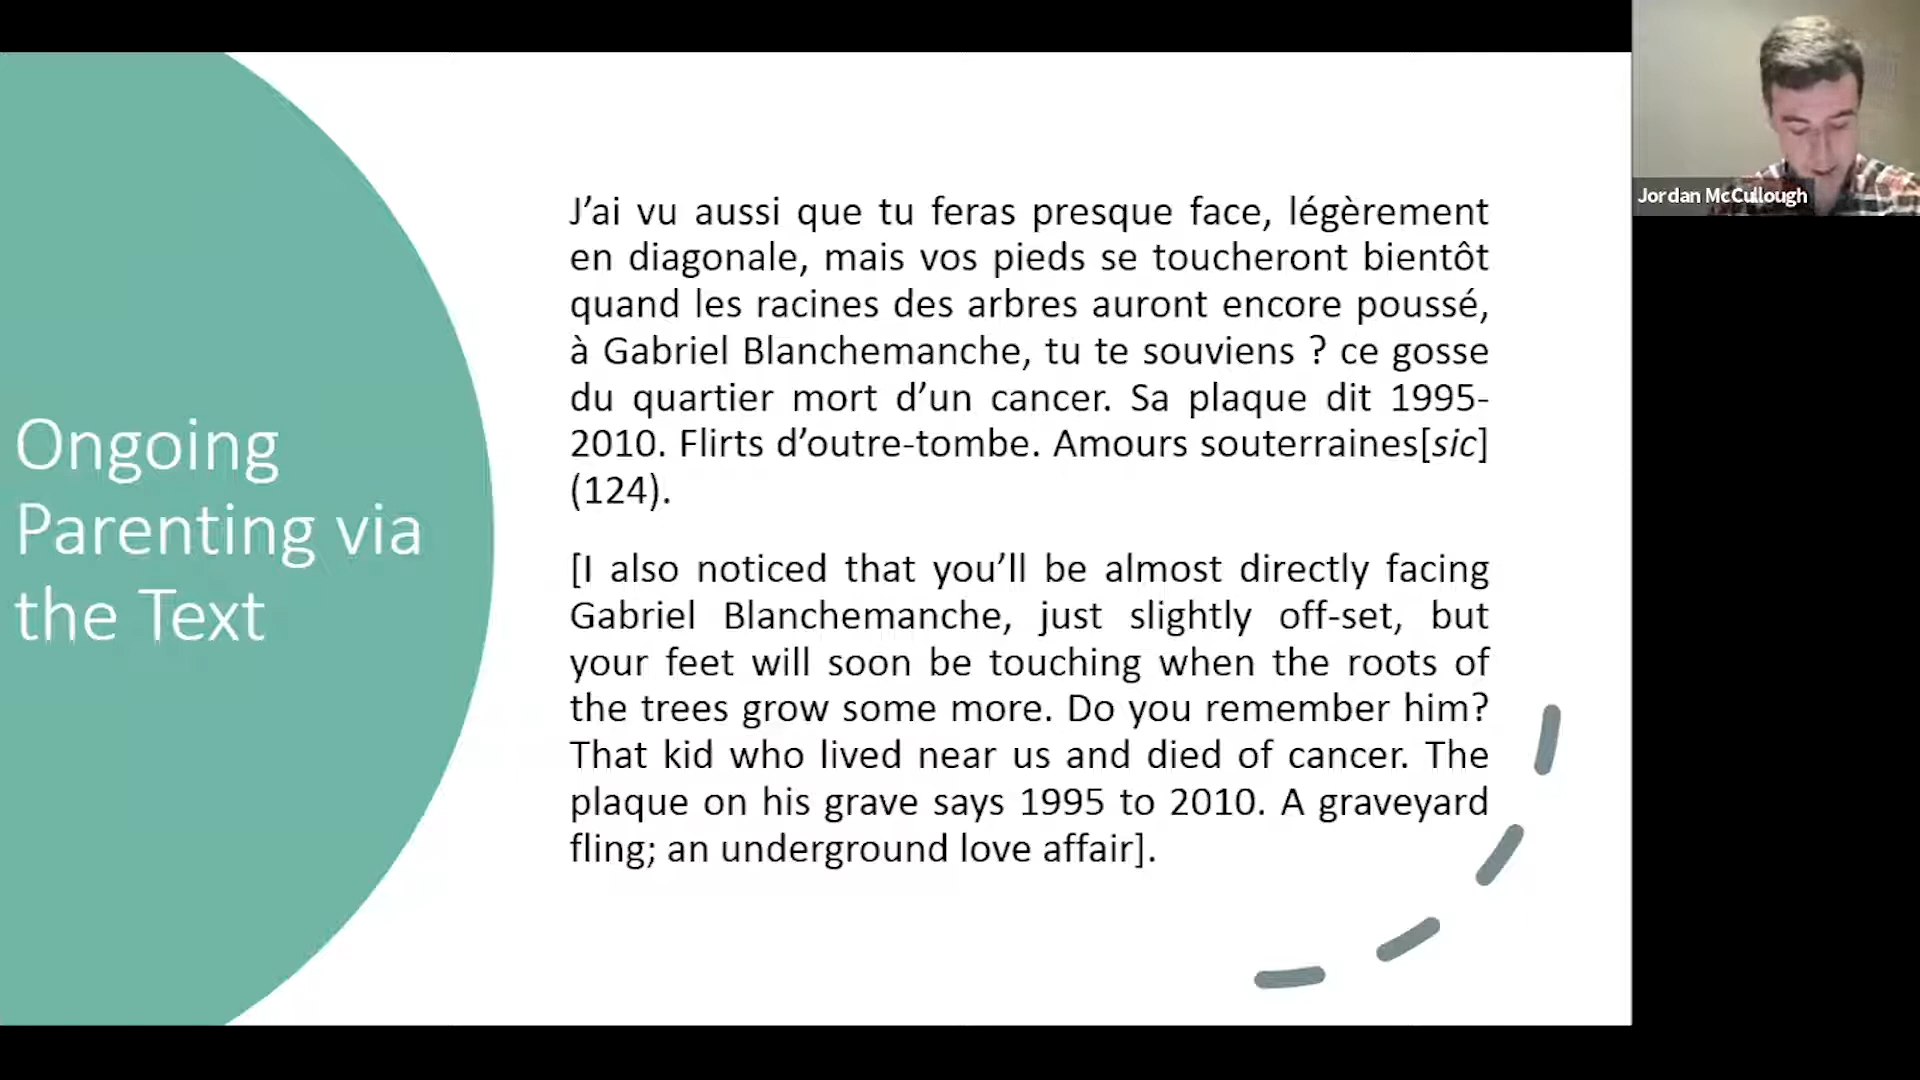 Ongoing
Parenting via
the Text
J’ai vu aussi que tu feras presque face, légèrement
en diagonale, mais vos pieds se toucheront bientôt
quand les racines des arbres auront encore poussé,
à Gabriel Blanchemanche, tu te souviens ? ce gosse
du quartier mort d’un cancer. Sa plaque dit 1995-
2010. Flirts d’outre-tombe. Amours souterraines[sic]
(124).
[I also noticed that you’ll be almost directly facing
Gabriel Blanchemanche, just slightly off-set, but
your feet will soon be touching when the roots of
the trees grow some more. Do you remember him?
That kid who lived near us and died of cancer. The
plaque on his grave says 1995 to 2010. A graveyard
fling; an underground love affair].
Jordan McCullough